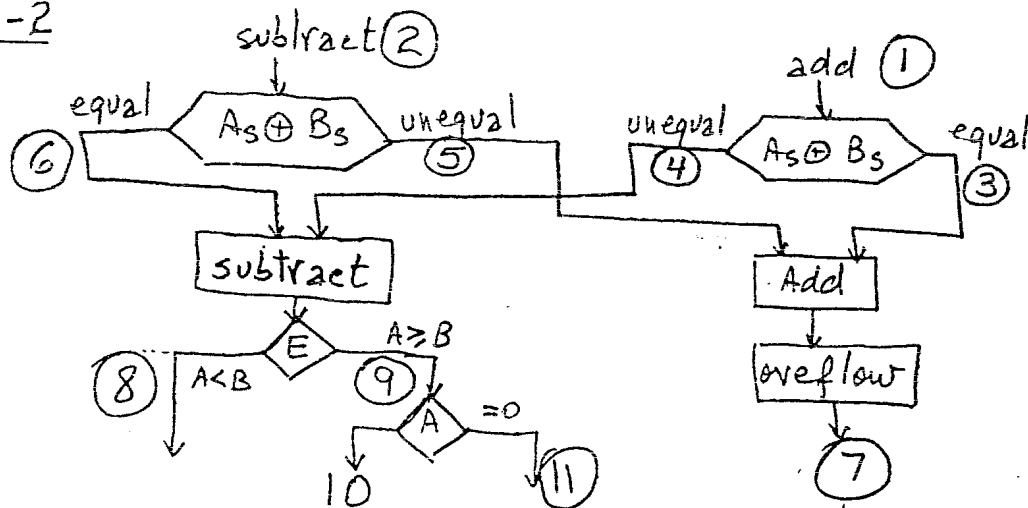 -2
subtract 2
add 1
equal
As ⊕ Bs
unequal
unequal
As ⊕ Bs
equal
6
5
4
3
subtract
Add
E
A≥B
A<B
8
9
oveflow
A
=0
10
11
7